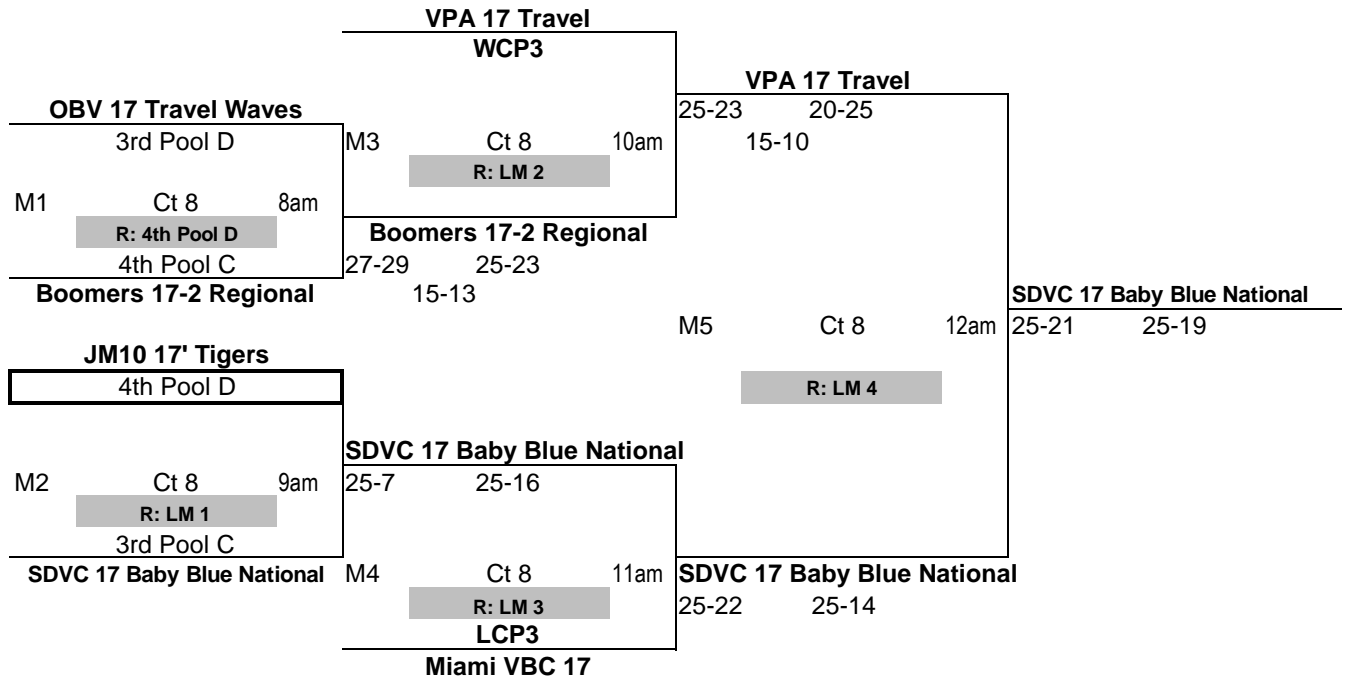 VPA 17 Travel
WCP3
VPA 17 Travel
OBV 17 Travel Waves
25-23 20-25
3rd Pool D
M3 Ct 8 10am
15-10
R: LM 2
M1 Ct 8 8am
R: 4th Pool D
Boomers 17-2 Regional
4th Pool C
27-29 25-23
Boomers 17-2 Regional
15-13
SDVC 17 Baby Blue National
M5 Ct 8 12am
25-21 25-19
JM10 17' Tigers
4th Pool D
R: LM 4
SDVC 17 Baby Blue National
M2 Ct 8 9am
25-7 25-16
R: LM 1
3rd Pool C
SDVC 17 Baby Blue National
M4 Ct 8 11am
SDVC 17 Baby Blue National
R: LM 3
25-22 25-14
LCP3
Miami VBC 17